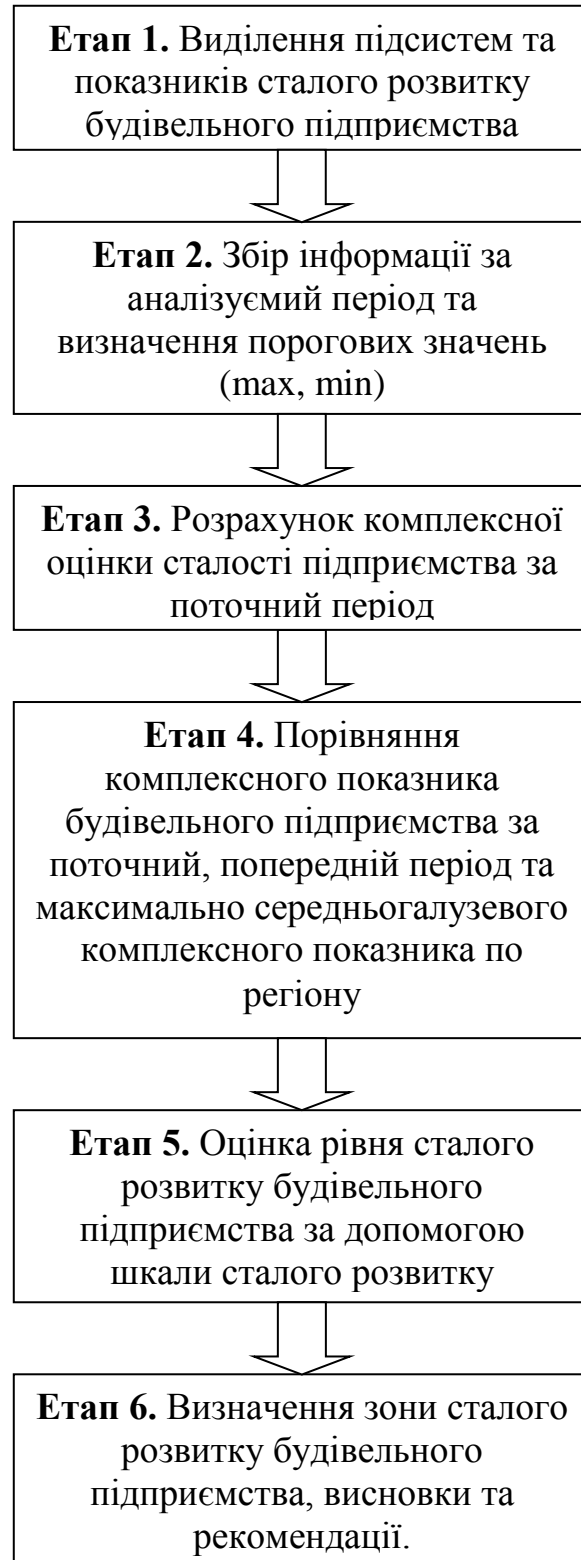 Етап 1. Виділення підсистем та
показників сталого розвитку
будівельного підприємства
Етап 2. Збір інформації за
аналізуємий період та
визначення порогових значень
(max, min)
Етап 3. Розрахунок комплексної
оцінки сталості підприємства за
поточний період
Етап 4. Порівняння
комплексного показника
будівельного підприємства за
поточний, попередній період та
максимально середньогалузевого
комплексного показника по
регіону
Етап 5. Оцінка рівня сталого
розвитку будівельного
підприємства за допомогою
шкали сталого розвитку
Етап 6. Визначення зони сталого
розвитку будівельного
підприємства, висновки та
рекомендації.